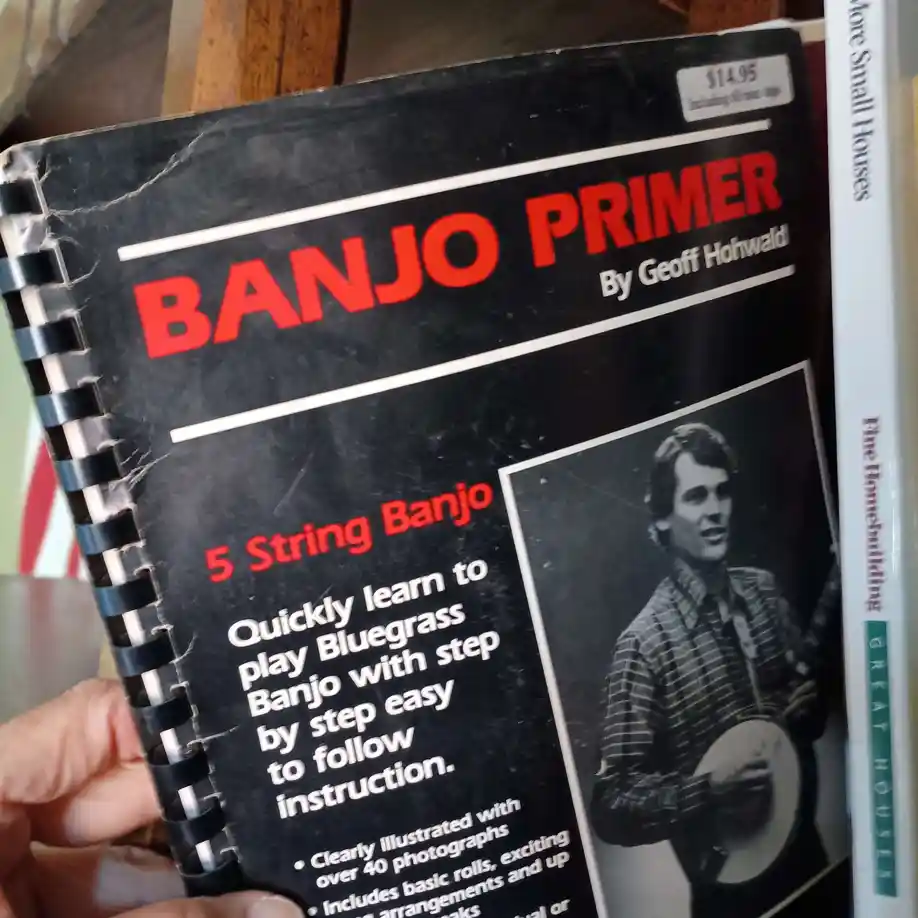 $14.95
BANJO PRIMER
By Geoff Hohwald
5 String Banjo
Quickly learn to
play Bluegrass
Banjo with step
by step easy
to follow
instruction.
• Clearly Illustrated with
over 40 photographs
• Includes basic rolls, exciting
arrangements and up
or
More Small Houses
Fine Homebuilding
GREAT HOUSES